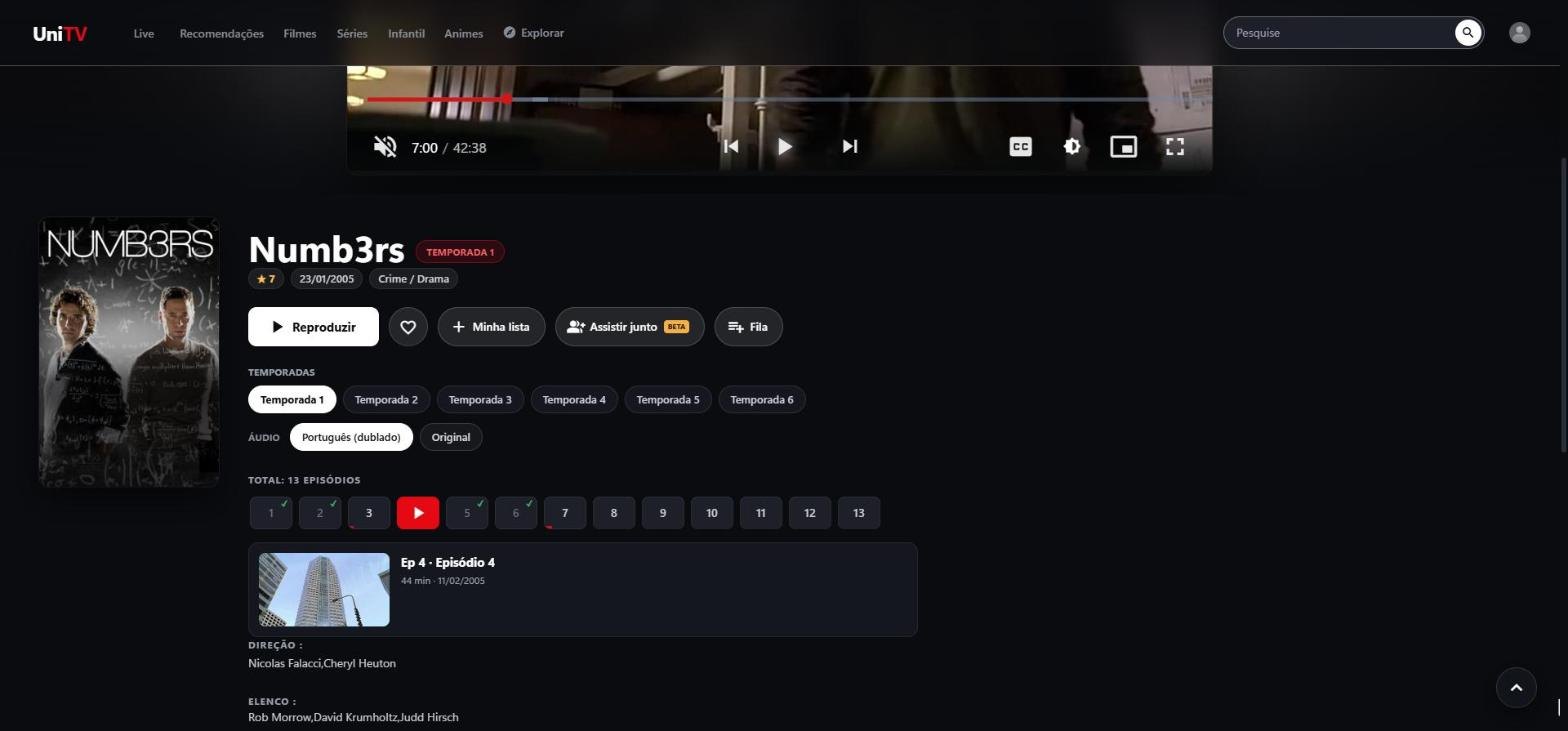 UniTV
Live Recomendações Filmes Séries Infantil Animes Explorar
Pesquise
7:00 / 42:38
CC
NUMB3RS
Numb3rs TEMPORADA 1
★ 7 23/01/2005 Crime / Drama
Reproduzir Minha lista Assistir junto BETA Fila
TEMPORADAS
Temporada 1 Temporada 2 Temporada 3 Temporada 4 Temporada 5 Temporada 6
ÁUDIO Português (dublado) Original
TOTAL: 13 EPISÓDIOS
1 2 3 5 6 7 8 9 10 11 12 13
Ep 4 · Episódio 4
44 min · 11/02/2005
DIREÇÃO :
Nicolas Falacci,Cheryl Heuton
ELENCO :
Rob Morrow,David Krumholtz,Judd Hirsch